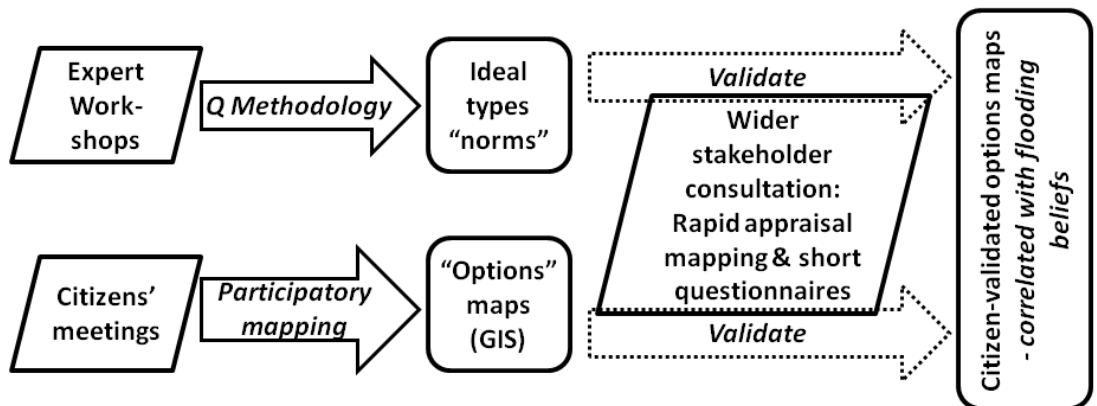 Expert
Work-
shops
Q Methodology
Ideal
types
“norms”
Validate
Wider
stakeholder
consultation:
Rapid appraisal
mapping & short
questionnaires
Citizens’
meetings
Participatory
mapping
“Options”
maps
(GIS)
Validate
Citizen-validated options maps
- correlated with flooding
beliefs